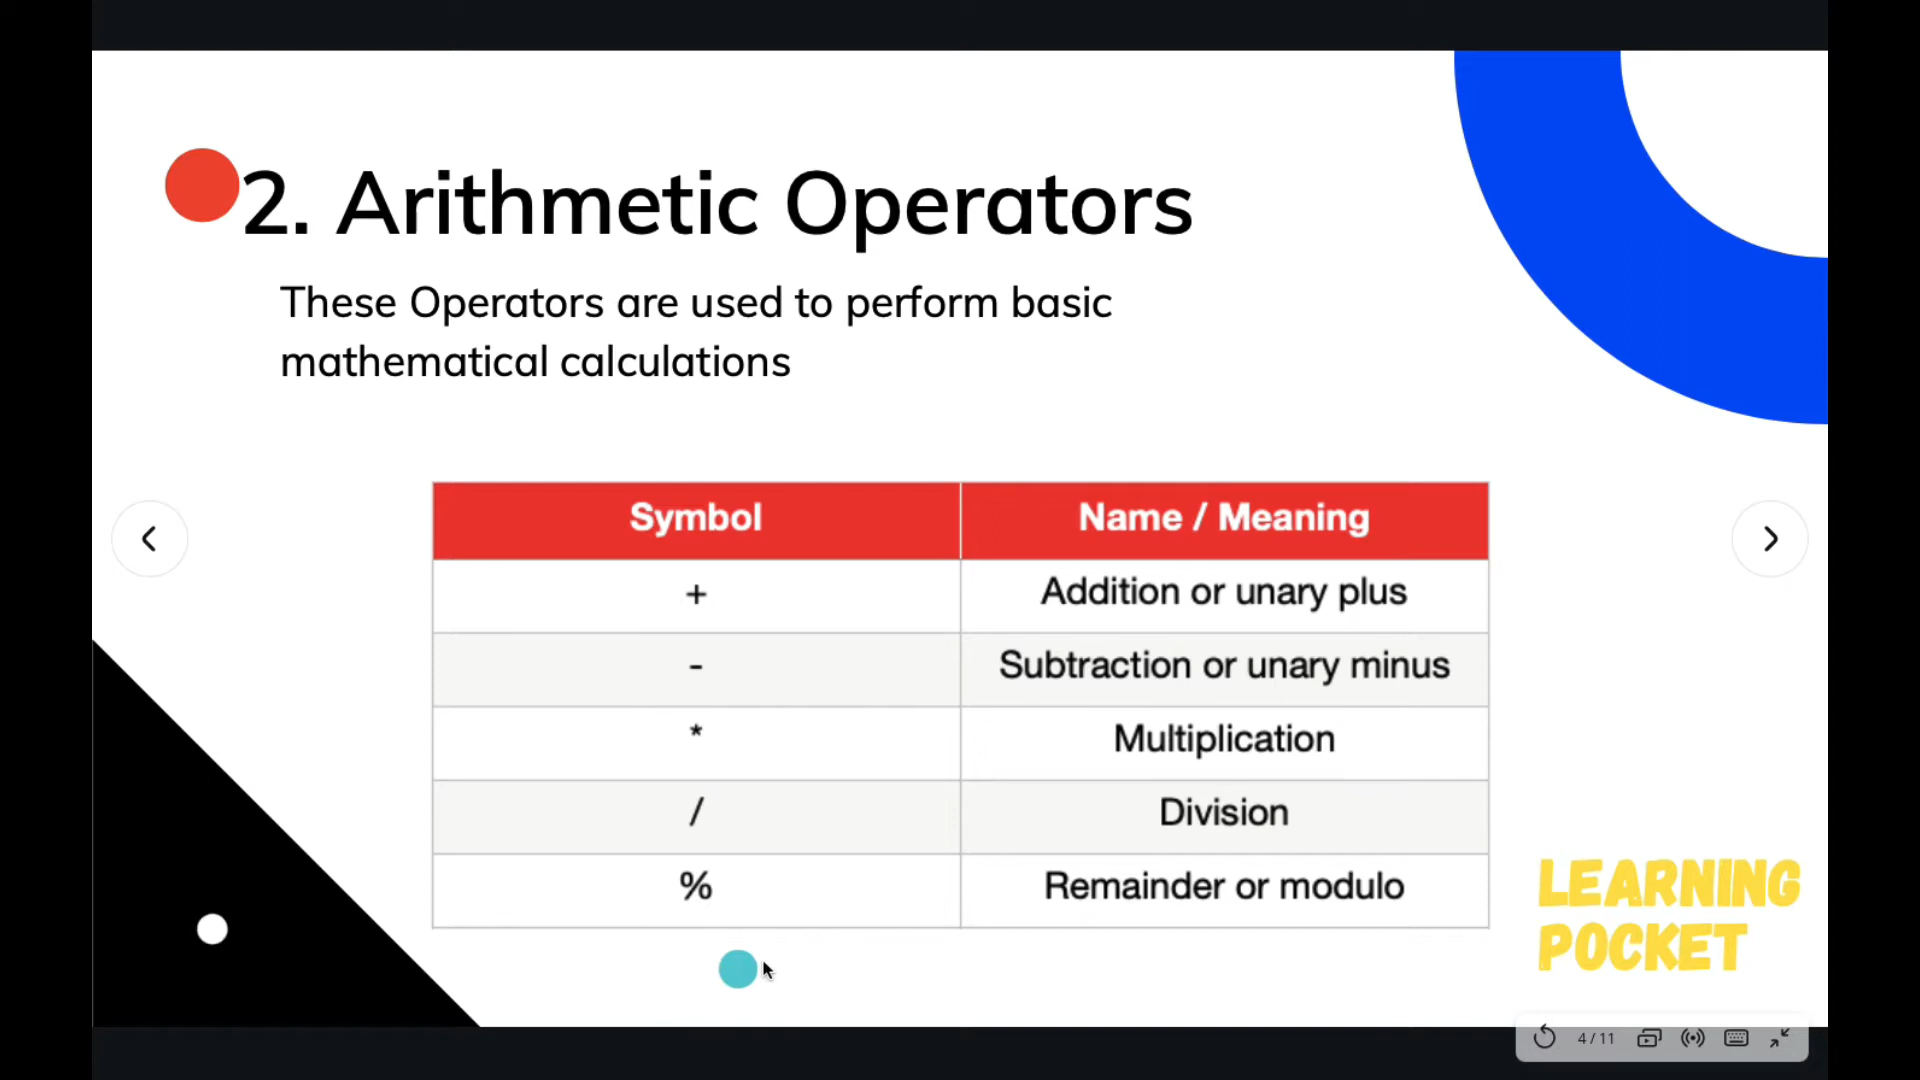 2. Arithmetic Operators
These Operators are used to perform basic
mathematical calculations
Symbol Name / Meaning
+ Addition or unary plus
- Subtraction or unary minus
* Multiplication
/ Division
% Remainder or modulo
LEARNING
POCKET
4 / 11